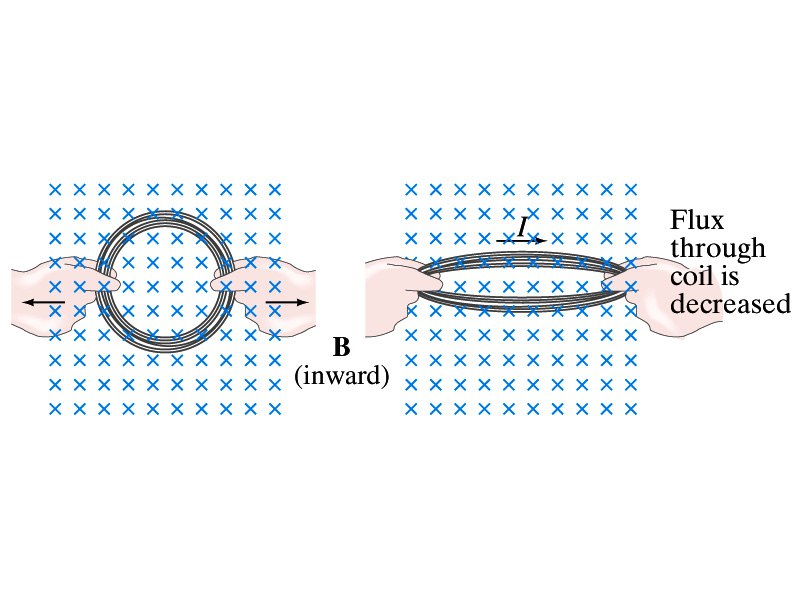 B
(inward)
I
Flux
through
coil is
decreased